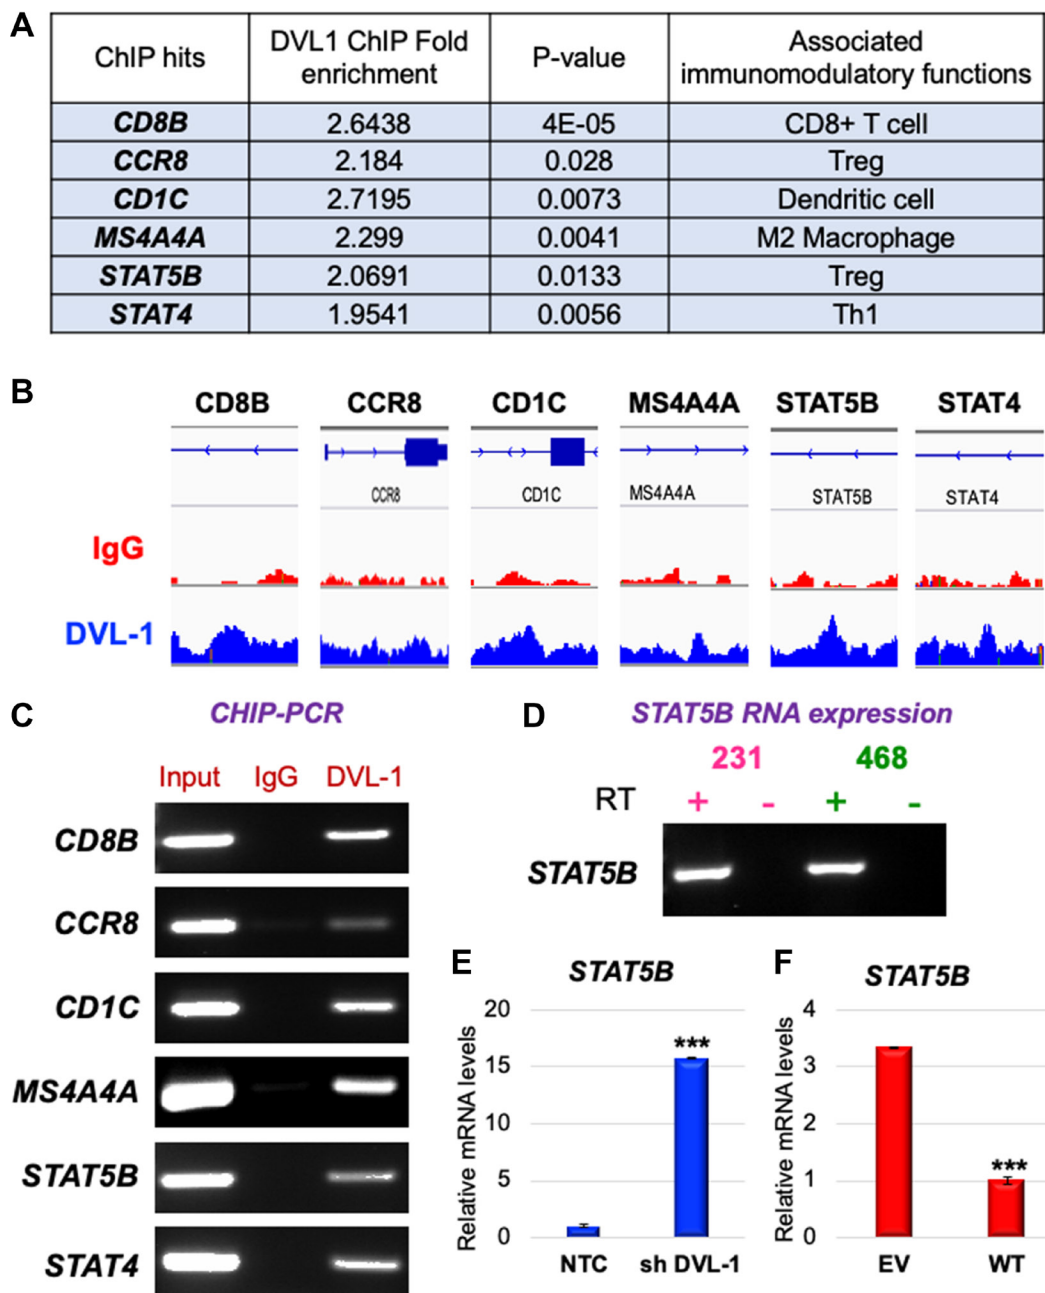 A
ChIP hits
DVL1 ChIP Fold enrichment
P-value
Associated immunomodulatory functions
CD8B 2.6438 4E-05 CD8+ T cell
CCR8 2.184 0.028 Treg
CD1C 2.7195 0.0073 Dendritic cell
MS4A4A 2.299 0.0041 M2 Macrophage
STAT5B 2.0691 0.0133 Treg
STAT4 1.9541 0.0056 Th1
B
CD8B CCR8 CD1C MS4A4A STAT5B STAT4
CCR8 CD1C MS4A4A STAT5B STAT4
IgG
DVL-1
C
CHIP-PCR
Input IgG DVL-1
CD8B
CCR8
CD1C
MS4A4A
STAT5B
STAT4
D
STAT5B RNA expression
231 468
RT + - + -
STAT5B
E
STAT5B
Relative mRNA levels
20
15
10
5
0
***
NTC sh DVL-1
F
STAT5B
Relative mRNA levels
4
3
2
1
0
***
EV WT